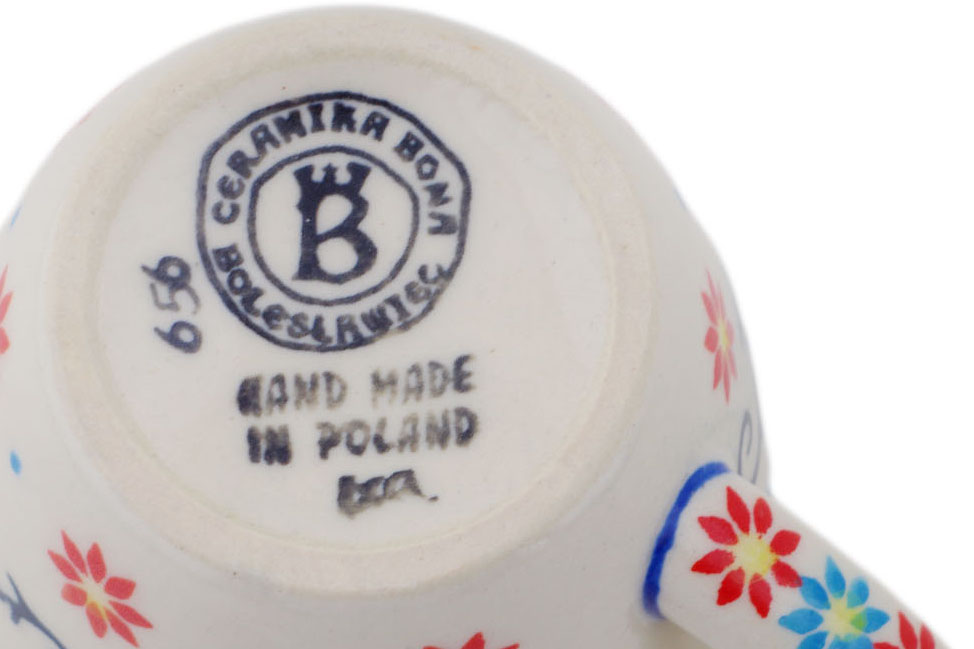 CERAMIKA BONA
BOLESŁAWIEC
B
656
HAND MADE
IN POLAND